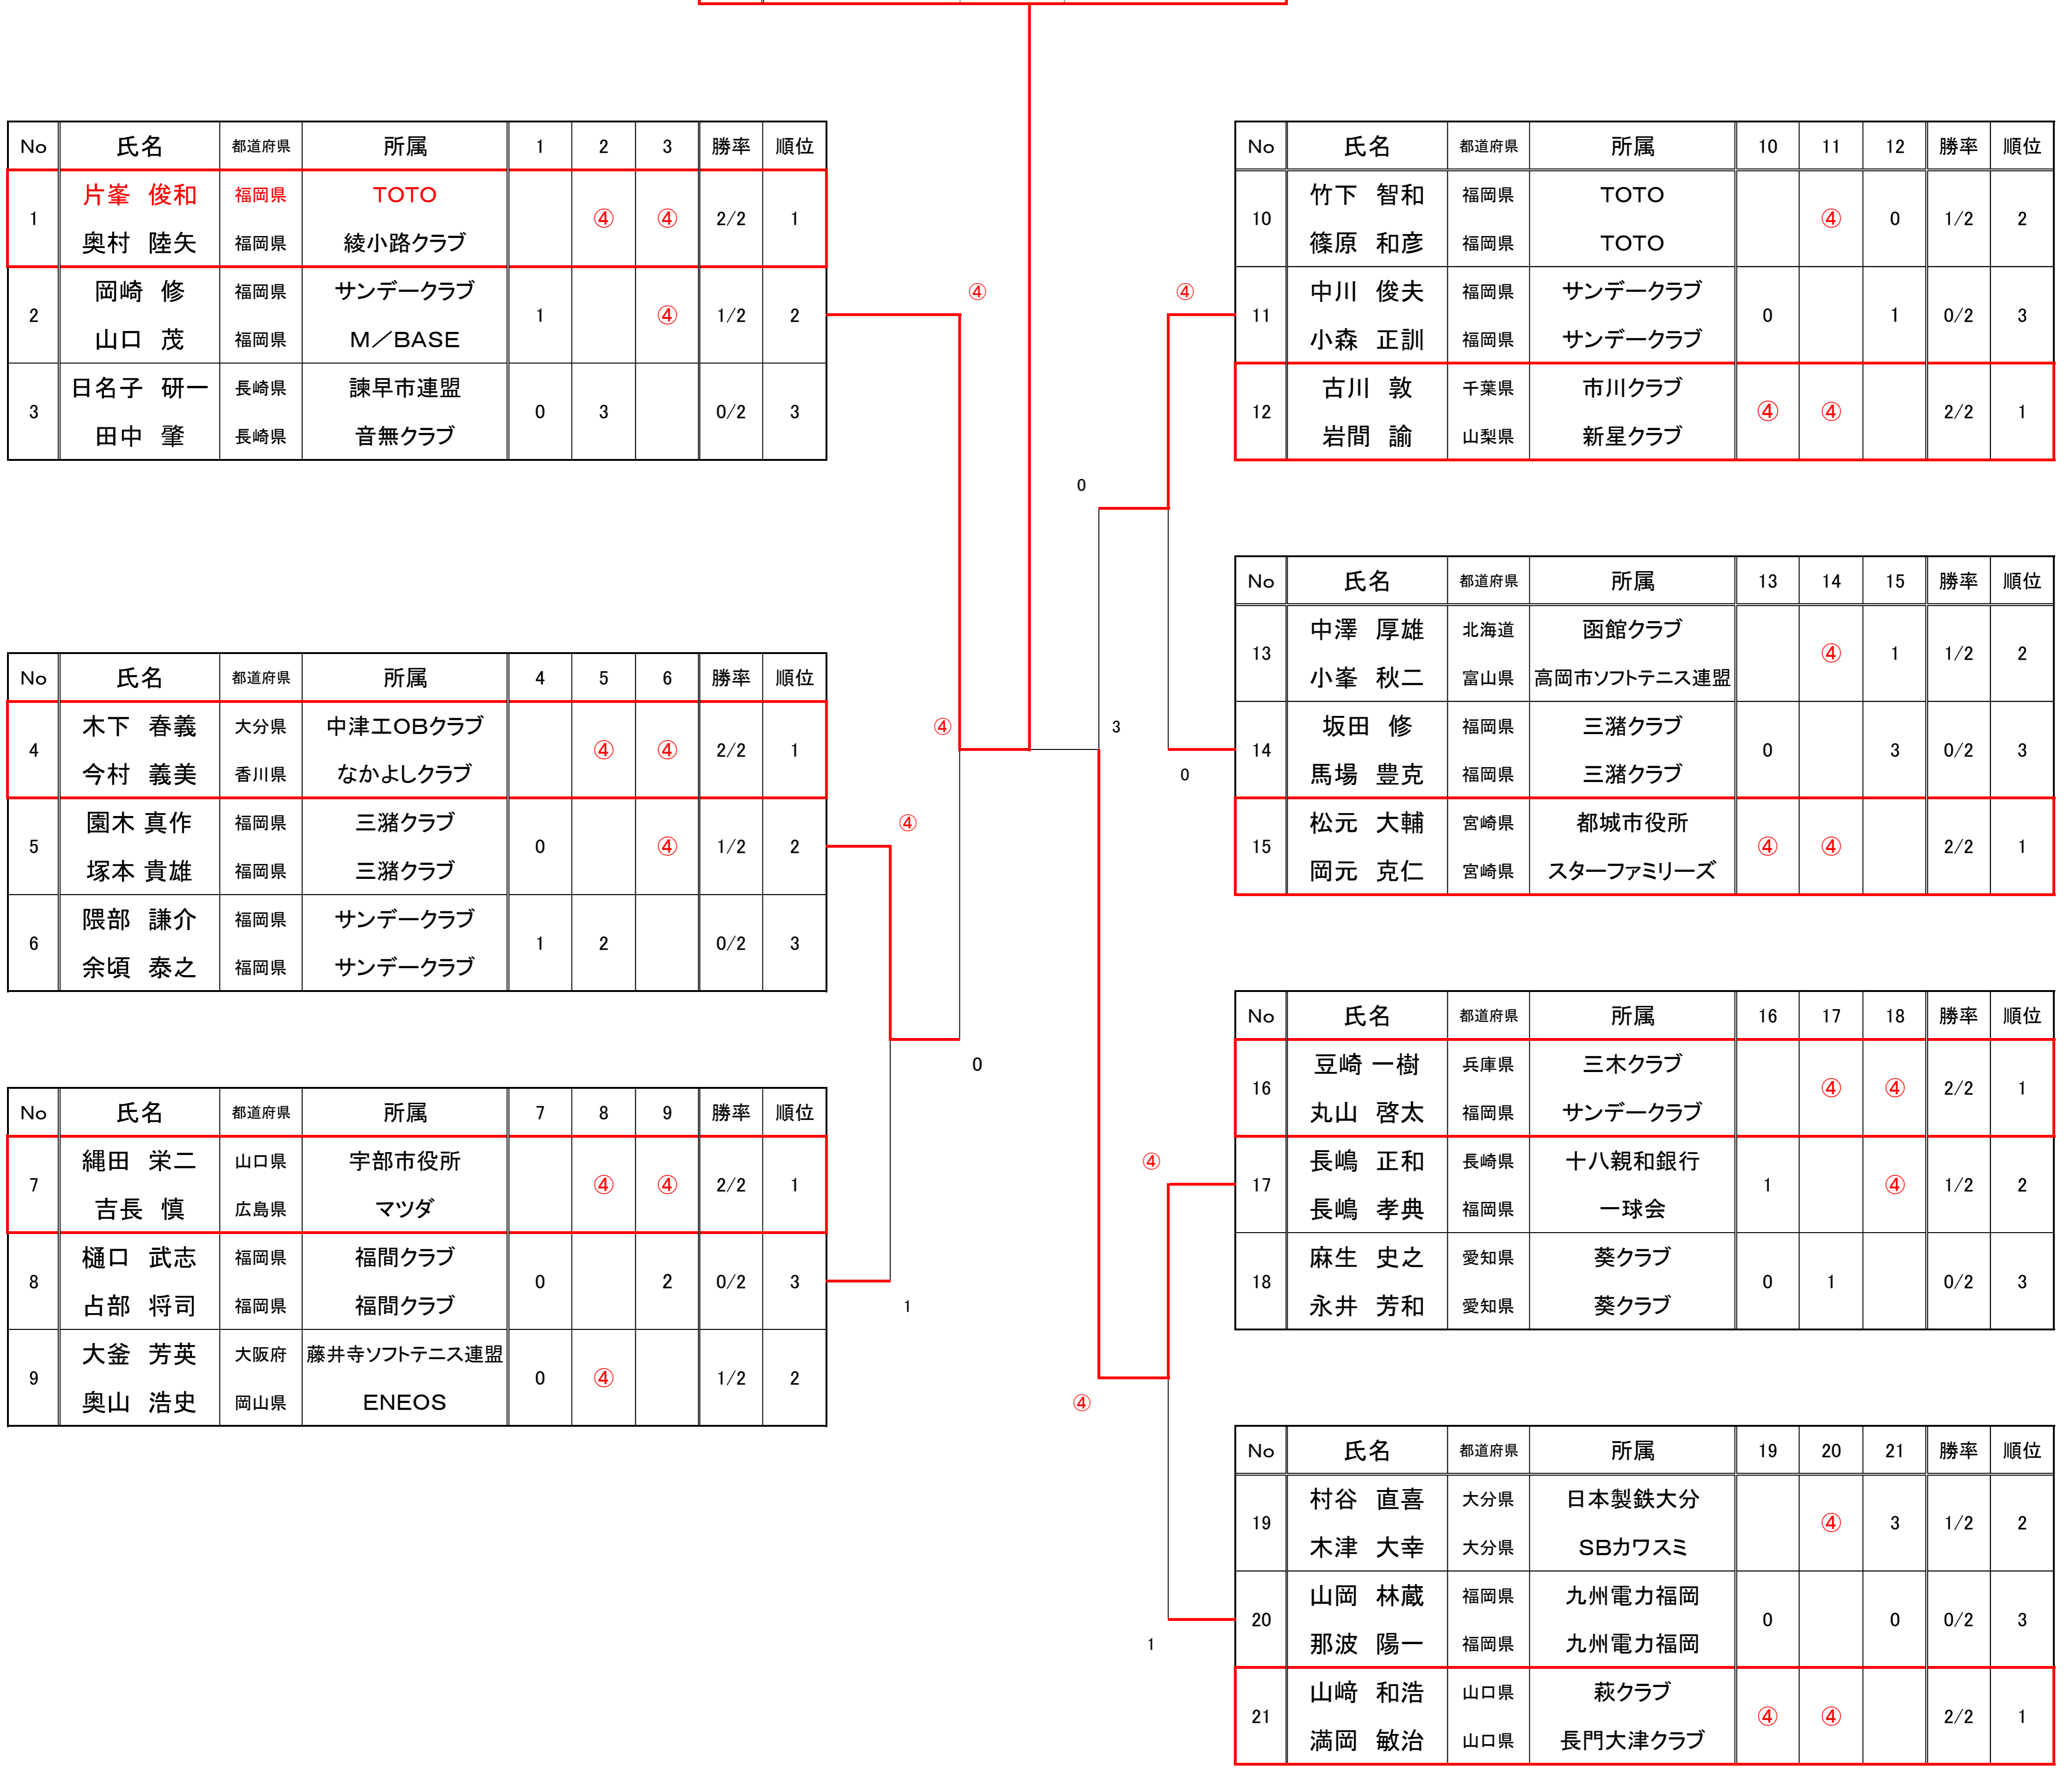 No 氏名 都道府県 所属 1 2 3 勝率 順位
1 片峯 俊和 福岡県 TOTO ④ ④ 2/2 1
奥村 陸矢 福岡県 綾小路クラブ
2 岡崎 修 福岡県 サンデークラブ 1 ④ 1/2 2
山口 茂 福岡県 M／BASE
3 日名子 研一 長崎県 諫早市連盟 0 3 0/2 3
田中 肇 長崎県 音無クラブ
No 氏名 都道府県 所属 4 5 6 勝率 順位
4 木下 春義 大分県 中津工OBクラブ ④ ④ 2/2 1
今村 義美 香川県 なかよしクラブ
5 園木 真作 福岡県 三潴クラブ 0 ④ 1/2 2
塚本 貴雄 福岡県 三潴クラブ
6 隈部 謙介 福岡県 サンデークラブ 1 2 0/2 3
余頃 泰之 福岡県 サンデークラブ
No 氏名 都道府県 所属 7 8 9 勝率 順位
7 縄田 栄二 山口県 宇部市役所 ④ ④ 2/2 1
吉長 慎 広島県 マツダ
8 樋口 武志 福岡県 福間クラブ 0 2 0/2 3
占部 将司 福岡県 福間クラブ
9 大釜 芳英 大阪府 藤井寺ソフトテニス連盟 0 ④ 1/2 2
奥山 浩史 岡山県 ENEOS
④
④
④
0
1
④
0
3
0
④
④
1
No 氏名 都道府県 所属 10 11 12 勝率 順位
10 竹下 智和 福岡県 TOTO ④ 0 1/2 2
篠原 和彦 福岡県 TOTO
11 中川 俊夫 福岡県 サンデークラブ 0 1 0/2 3
小森 正訓 福岡県 サンデークラブ
12 古川 敦 千葉県 市川クラブ ④ ④ 2/2 1
岩間 諭 山梨県 新星クラブ
No 氏名 都道府県 所属 13 14 15 勝率 順位
13 中澤 厚雄 北海道 函館クラブ ④ 1 1/2 2
小峯 秋二 富山県 高岡市ソフトテニス連盟
14 坂田 修 福岡県 三潴クラブ 0 3 0/2 3
馬場 豊克 福岡県 三潴クラブ
15 松元 大輔 宮崎県 都城市役所 ④ ④ 2/2 1
岡元 克仁 宮崎県 スターファミリーズ
No 氏名 都道府県 所属 16 17 18 勝率 順位
16 豆崎 一樹 兵庫県 三木クラブ ④ ④ 2/2 1
丸山 啓太 福岡県 サンデークラブ
17 長嶋 正和 長崎県 十八親和銀行 1 ④ 1/2 2
長嶋 孝典 福岡県 一球会
18 麻生 史之 愛知県 葵クラブ 0 1 0/2 3
永井 芳和 愛知県 葵クラブ
No 氏名 都道府県 所属 19 20 21 勝率 順位
19 村谷 直喜 大分県 日本製鉄大分 ④ 3 1/2 2
木津 大幸 大分県 SBカワスミ
20 山岡 林蔵 福岡県 九州電力福岡 0 0 0/2 3
那波 陽一 福岡県 九州電力福岡
21 山﨑 和浩 山口県 萩クラブ ④ ④ 2/2 1
満岡 敏治 山口県 長門大津クラブ